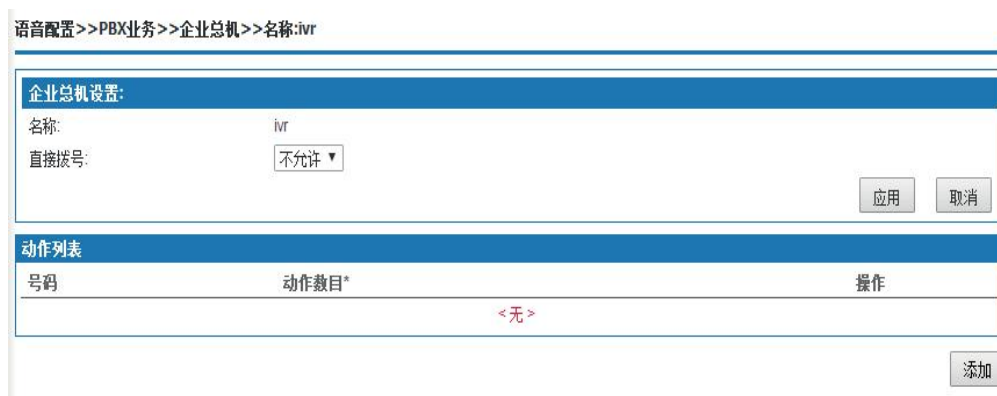 语音配置>>PBX业务>>企业总机>>名称:ivr
企业总机设置:
名称: ivr
直接拨号: 不允许
应用 取消
动作列表
号码 动作数目* 操作
<无>
添加